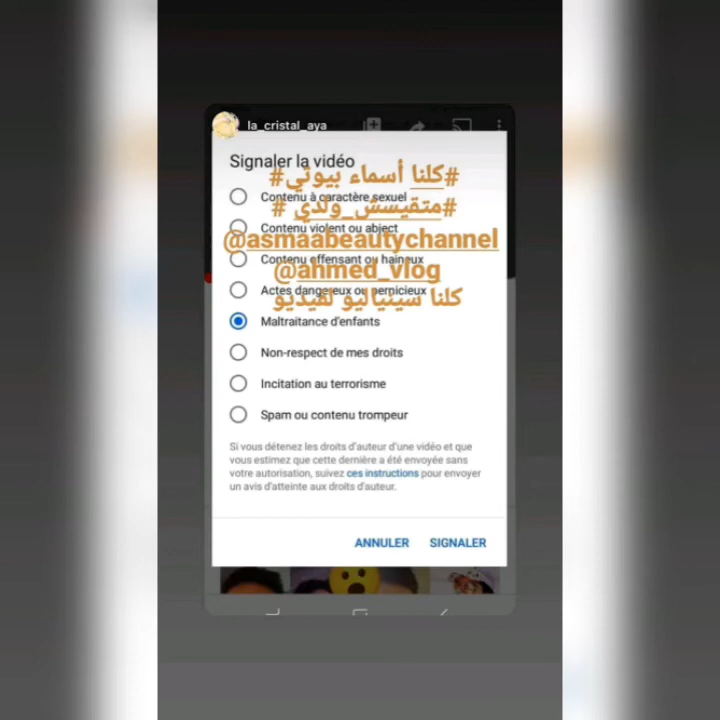 la_cristal_aya
Signaler la vidéo
#كلنا أسماء بيوتي#
Contenu à caractère sexuel
#متقيسش_ولدي #
Contenu violent ou abject
@asmaabeautychannel
Contenu offensant ou haineux
@ahmed_vlog
Actes dangereux ou pernicieux
كلنا سينياليو لفيديو
Maltraitance d'enfants
Non-respect de mes droits
Incitation au terrorisme
Spam ou contenu trompeur
Si vous détenez les droits d'auteur d'une vidéo et que
vous estimez que cette dernière a été envoyée sans
votre autorisation, suivez ces instructions pour envoyer
un avis d'atteinte aux droits d'auteur.
ANNULER SIGNALER